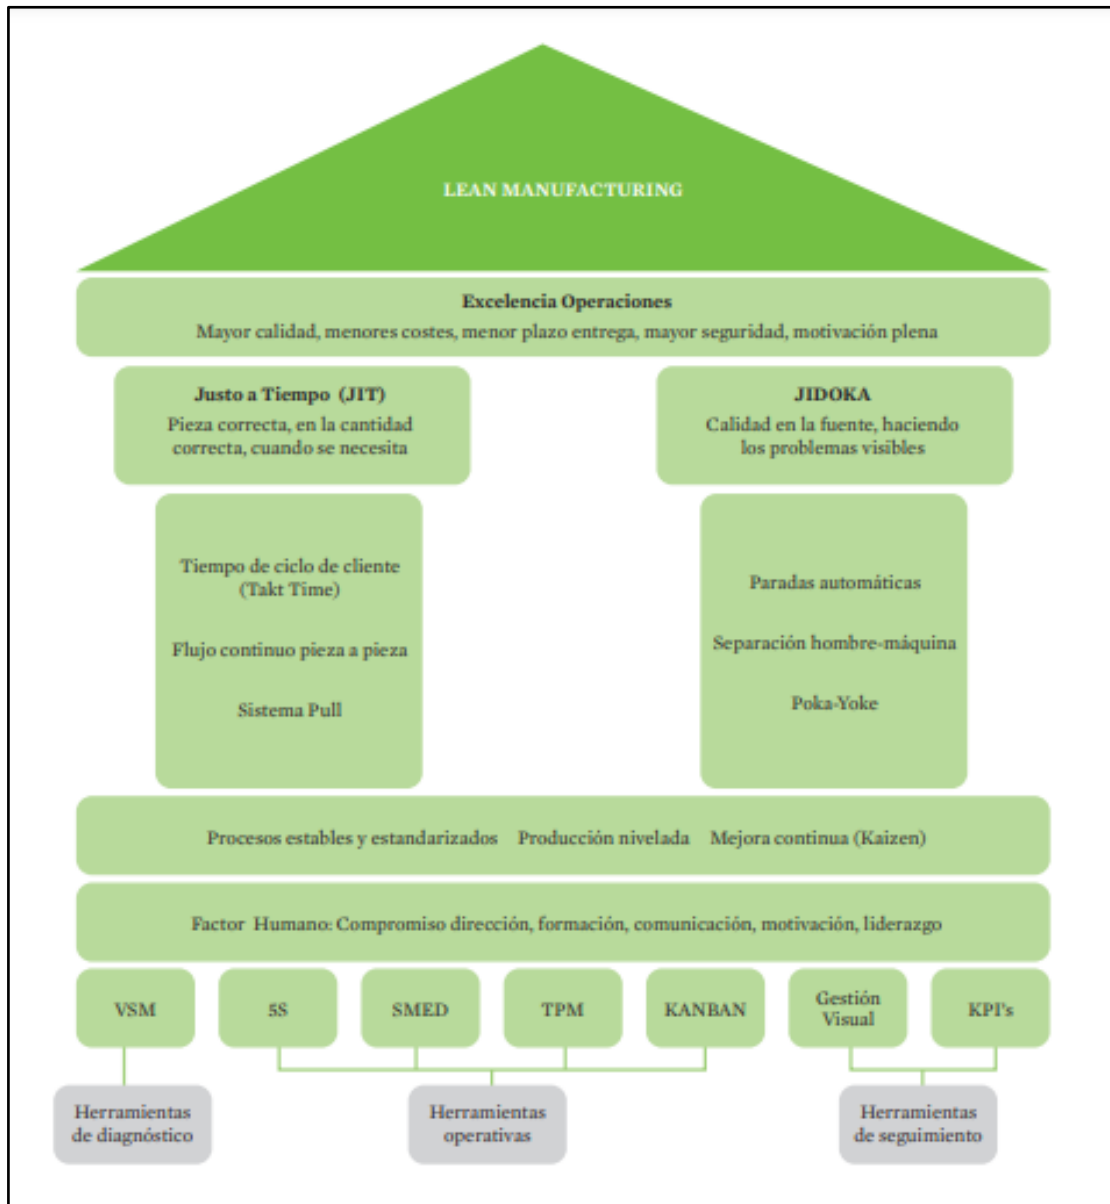 LEAN MANUFACTURING
Excelencia Operaciones
Mayor calidad, menores costes, menor plazo entrega, mayor seguridad, motivación plena
Justo a Tiempo (JIT)
Pieza correcta, en la cantidad
correcta, cuando se necesita
JIDOKA
Calidad en la fuente, haciendo
los problemas visibles
Tiempo de ciclo de cliente
(Takt Time)
Flujo continuo pieza a pieza
Sistema Pull
Paradas automáticas
Separación hombre-máquina
Poka-Yoke
Procesos estables y estandarizados Producción nivelada Mejora continua (Kaizen)
Factor Humano: Compromiso dirección, formación, comunicación, motivación, liderazgo
VSM
5S
SMED
TPM
KANBAN
Gestión
Visual
KPI's
Herramientas
de diagnóstico
Herramientas
operativas
Herramientas
de seguimiento